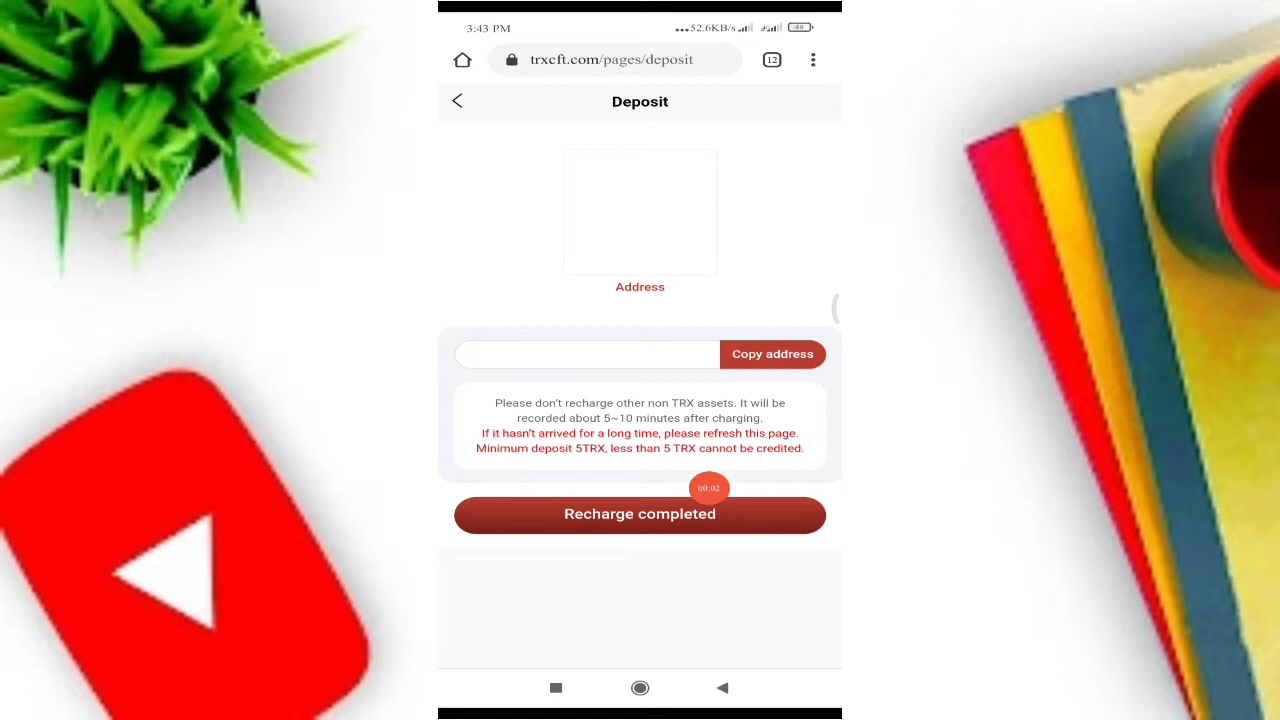 3:43 PM
52.6KB/s
48
trxcft.com/pages/deposit
12
Deposit
Address
Copy address
Please don't recharge other non TRX assets. It will be
recorded about 5~10 minutes after charging.
If it hasn't arrived for a long time, please refresh this page.
Minimum deposit 5TRX, less than 5 TRX cannot be credited.
00:02
Recharge completed